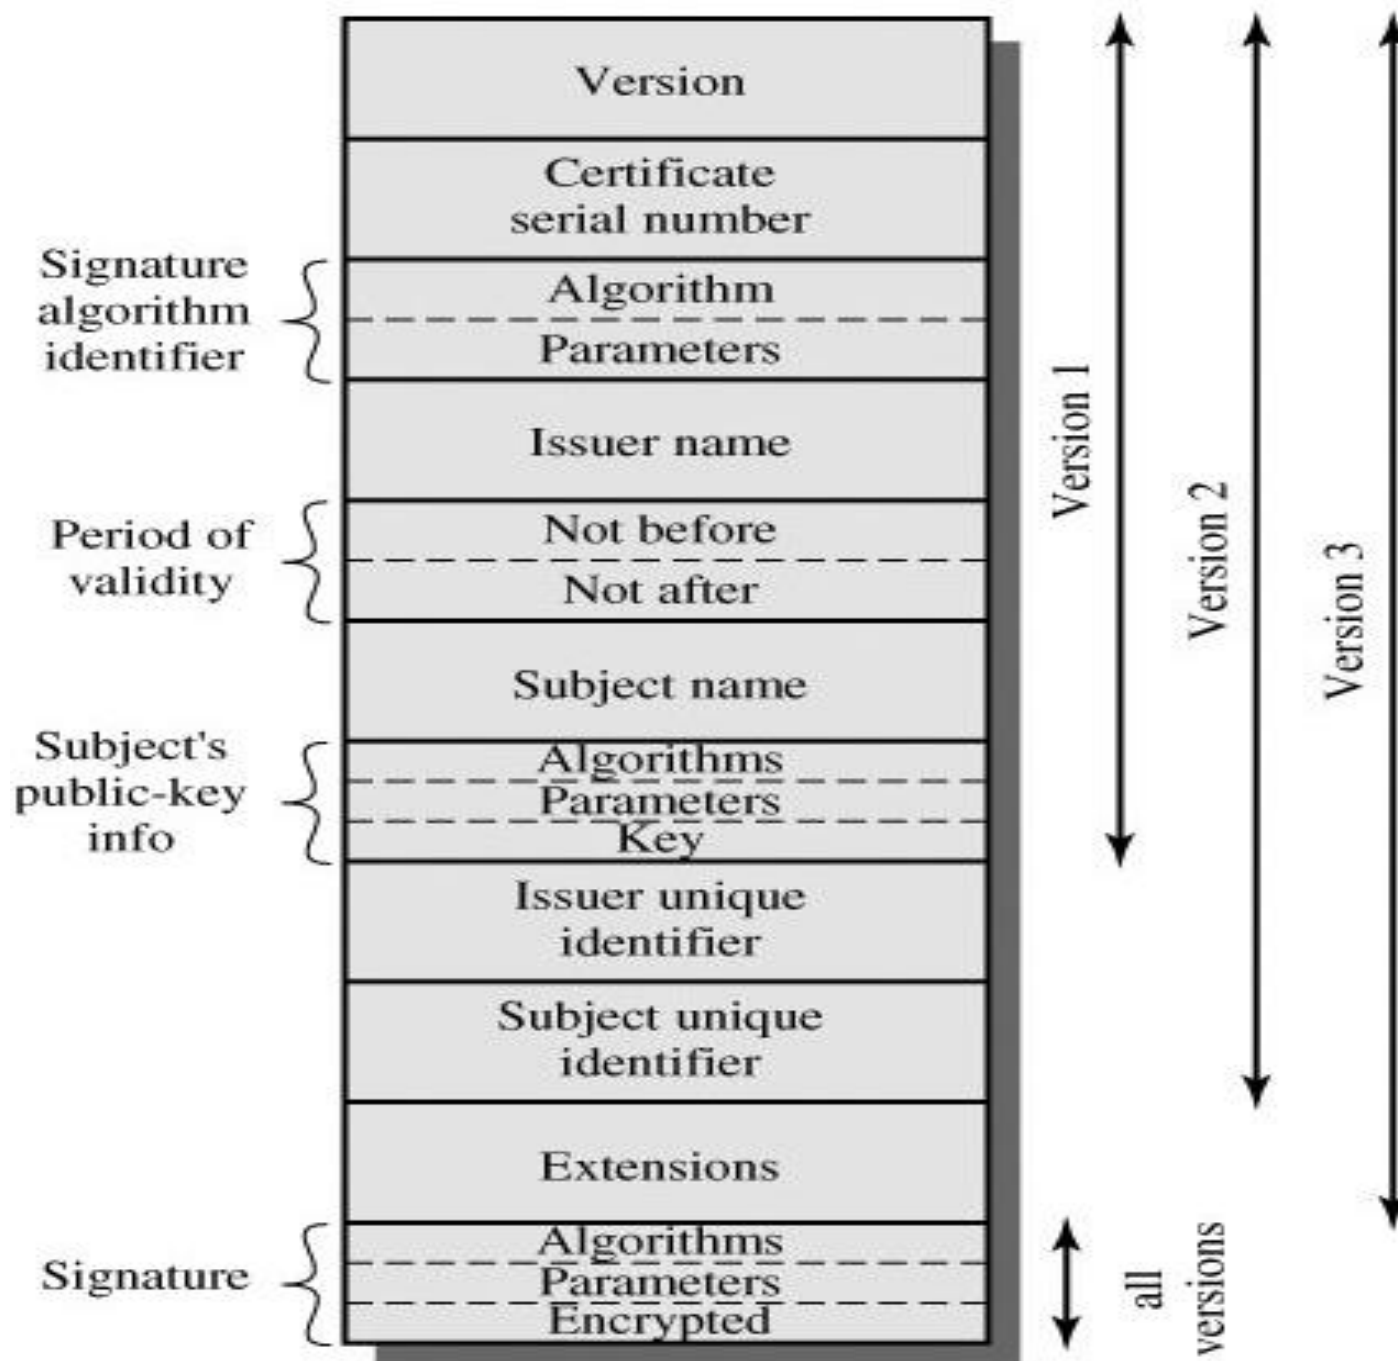 Version
Certificate
serial number
Signature
algorithm
identifier
Algorithm
Parameters
Issuer name
Period of
validity
Not before
Not after
Subject name
Subject's
public-key
info
Algorithms
Parameters
Key
Issuer unique
identifier
Subject unique
identifier
Extensions
Signature
Algorithms
Parameters
Encrypted
Version 1
Version 2
Version 3
all
versions